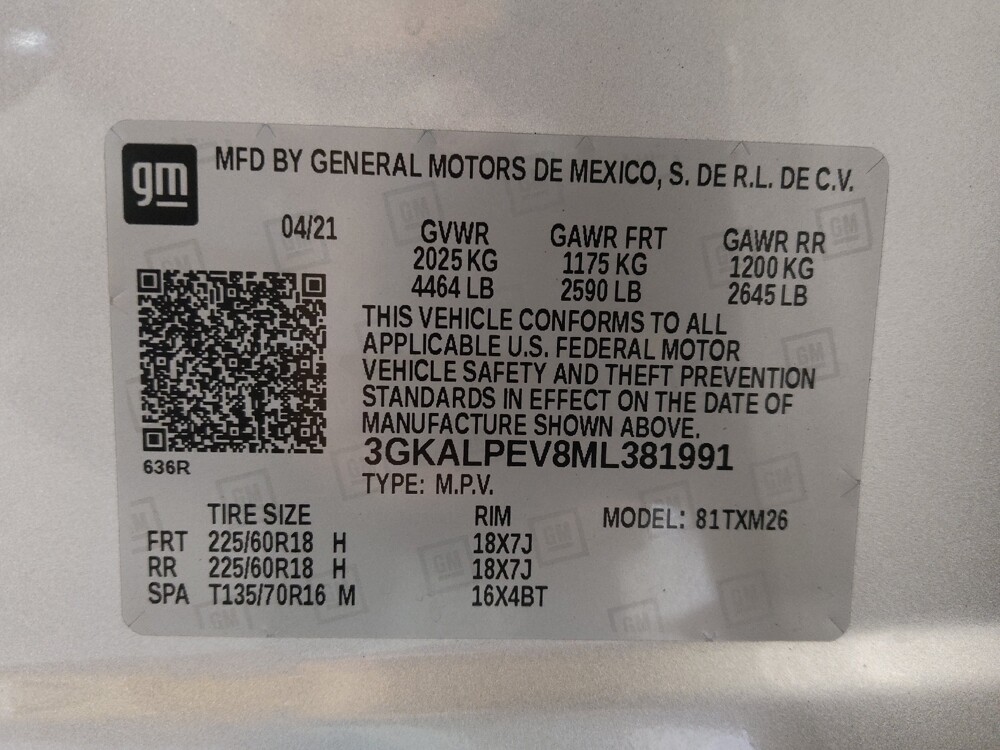 gm
MFD BY GENERAL MOTORS DE MEXICO, S. DE R.L. DE C.V.
04/21 GVWR GAWR FRT GAWR RR
2025 KG 1175 KG 1200 KG
4464 LB 2590 LB 2645 LB
THIS VEHICLE CONFORMS TO ALL
APPLICABLE U.S. FEDERAL MOTOR
VEHICLE SAFETY AND THEFT PREVENTION
STANDARDS IN EFFECT ON THE DATE OF
MANUFACTURE SHOWN ABOVE.
3GKALPEV8ML381991
636R
TYPE: M.P.V.
TIRE SIZE RIM MODEL: 81TXM26
FRT 225/60R18 H 18X7J
RR 225/60R18 H 18X7J
SPA T135/70R16 M 16X4BT